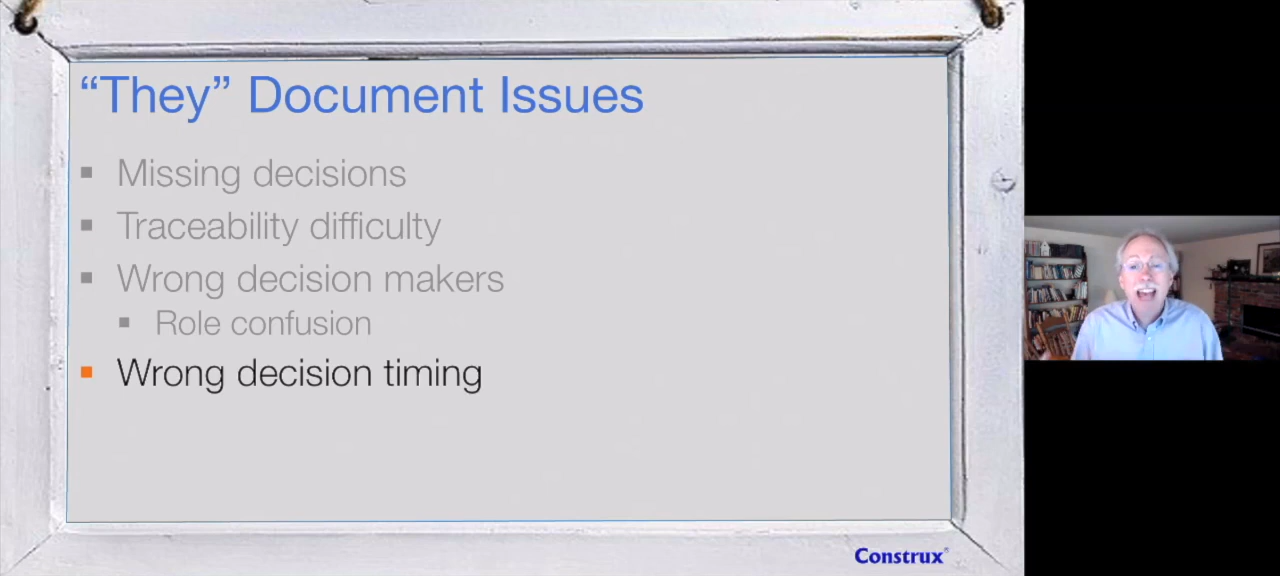 “They” Document Issues
Missing decisions
Traceability difficulty
Wrong decision makers
Role confusion
Wrong decision timing
Construx®